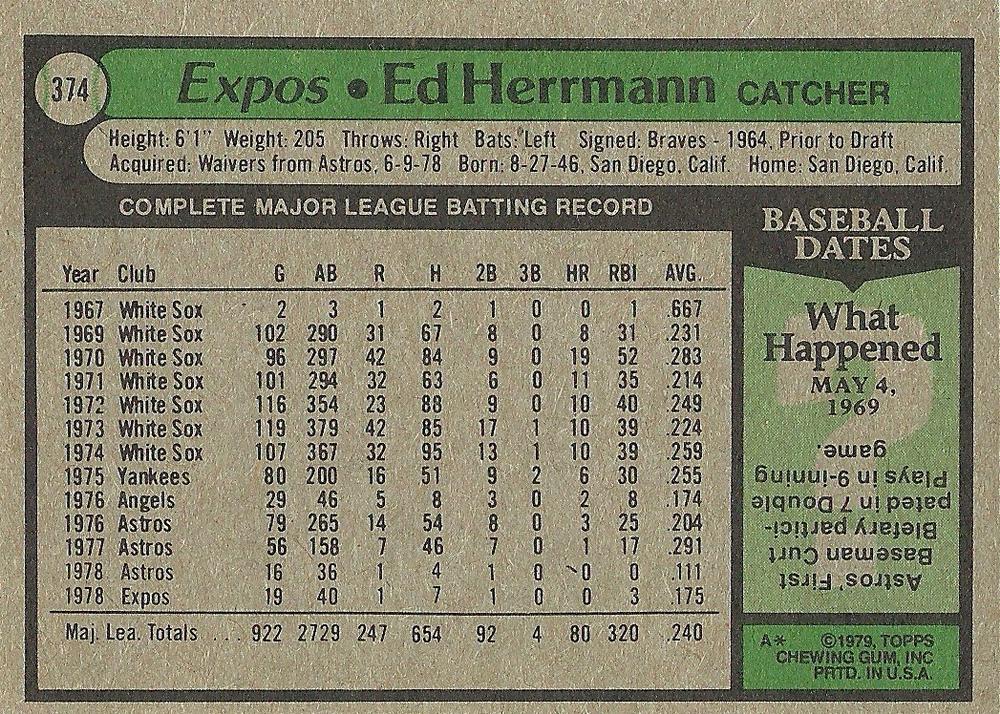 374
Expos • Ed Herrmann CATCHER
Height: 6'1" Weight: 205 Throws: Right Bats: Left Signed: Braves - 1964, Prior to Draft
Acquired: Waivers from Astros, 6-9-78 Born: 8-27-46, San Diego, Calif. Home: San Diego, Calif.
COMPLETE MAJOR LEAGUE BATTING RECORD
Year Club G AB R H 2B 3B HR RBI AVG.
1967 White Sox 2 3 1 2 1 0 0 1 .667
1969 White Sox 102 290 31 67 8 0 8 31 .231
1970 White Sox 96 297 42 84 9 0 19 52 .283
1971 White Sox 101 294 32 63 6 0 11 35 .214
1972 White Sox 116 354 23 88 9 0 10 40 .249
1973 White Sox 119 379 42 85 17 1 10 39 .224
1974 White Sox 107 367 32 95 13 1 10 39 .259
1975 Yankees 80 200 16 51 9 2 6 30 .255
1976 Angels 29 46 5 8 3 0 2 8 .174
1976 Astros 79 265 14 54 8 0 3 25 .204
1977 Astros 56 158 7 46 7 0 1 17 .291
1978 Astros 16 36 1 4 1 0 0 0 .111
1978 Expos 19 40 1 7 1 0 0 3 .175
Maj. Lea. Totals ... 922 2729 247 654 92 4 80 320 .240
BASEBALL
DATES
What
Happened
MAY 4,
1969
Astros' First
Baseman Curt
Blefary partici-
pated in 7 Double
Plays in 9-inning
game.
A* ©1979, TOPPS
CHEWING GUM, INC
PRTD. IN U.S.A.